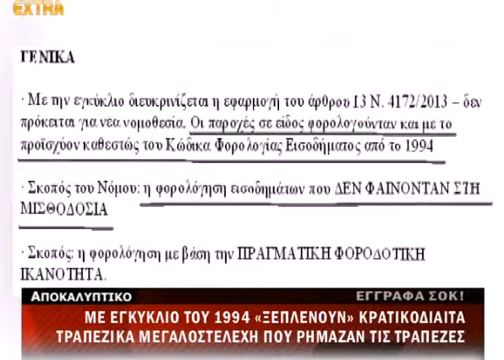 EXTRA
ΓΕΝΙΚΑ
· Με την εγκύκλιο διευκρινίζεται η εφαρμογή του άρθρου 13 Ν. 4172/2013 – δεν
πρόκειται για νέα νομοθεσία. Οι παροχές σε είδος φορολογούνταν και με το
προϊσχύον καθεστώς του Κώδικα Φορολογίας Εισοδήματος από το 1994
· Σκοπός του Νόμου: η φορολόγηση εισοδημάτων που ΔΕΝ ΦΑΙΝΟΝΤΑΝ ΣΤΗ
ΜΙΣΘΟΔΟΣΙΑ
· Σκοπός: η φορολόγηση με βάση την ΠΡΑΓΜΑΤΙΚΗ ΦΟΡΟΔΟΤΙΚΗ
ΙΚΑΝΟΤΗΤΑ.
ΑΠΟΚΑΛΥΠΤΙΚΟ ΕΓΓΡΑΦΑ ΣΟΚ!
ΜΕ ΕΓΚΥΚΛΙΟ ΤΟΥ 1994 «ΞΕΠΛΕΝΟΥΝ» ΚΡΑΤΙΚΟΔΙΑΙΤΑ
ΤΡΑΠΕΖΙΚΑ ΜΕΓΑΛΟΣΤΕΛΕΧΗ ΠΟΥ ΡΗΜΑΖΑΝ ΤΙΣ ΤΡΑΠΕΖΕΣ